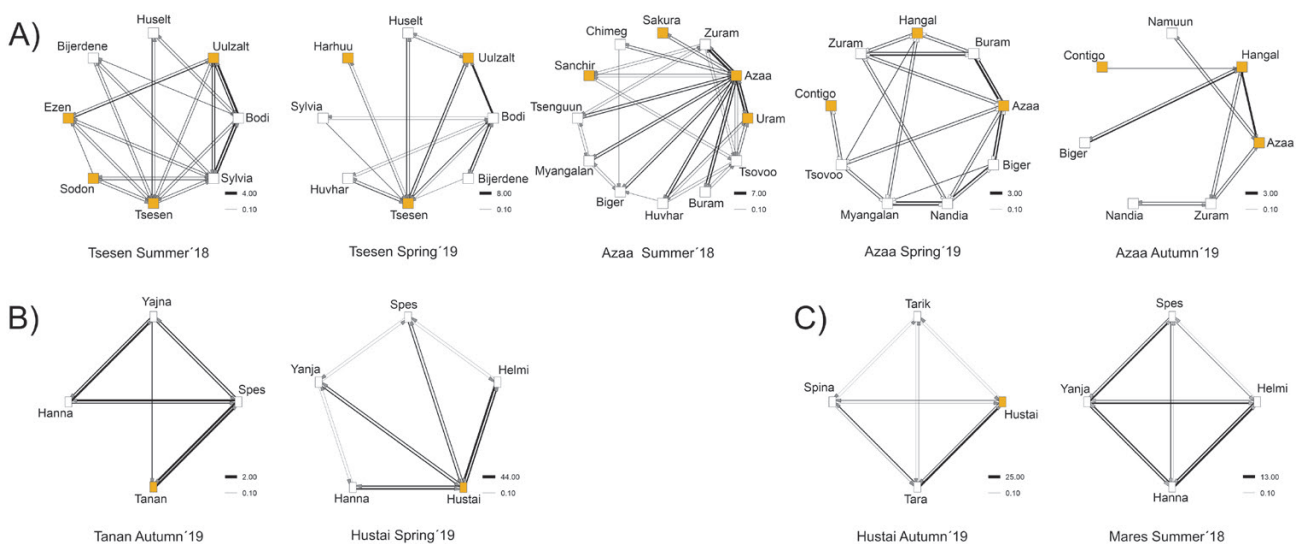 A)
Huselt
Bijerdene
Uulzalt
Ezen
Bodi
Sodon
Sylvia
Tsesen
4.00
0.10
Tsesen Summer´18
Huselt
Harhuu
Uulzalt
Sylvia
Bodi
Huvhar
Bijerdene
Tsesen
8.00
0.10
Tsesen Spring´19
Sakura
Chimeg
Zuram
Sanchir
Azaa
Tsenguun
Uram
Myangalan
Tsovoo
Biger
Buram
Huvhar
7.00
0.10
Azaa Summer´18
Hangal
Zuram
Buram
Contigo
Azaa
Tsovoo
Biger
Myangalan
Nandia
3.00
0.10
Azaa Spring´19
Namuun
Contigo
Hangal
Biger
Azaa
Nandia
Zuram
3.00
0.10
Azaa Autumn´19
B)
Yajna
Spes
Hanna
Tanan
2.00
0.10
Tanan Autumn´19
Spes
Yanja
Helmi
Hanna
Hustai
44.00
0.10
Hustai Spring´19
C)
Tarik
Spina
Hustai
Tara
25.00
0.10
Hustai Autumn´19
Spes
Yanja
Helmi
Hanna
13.00
0.10
Mares Summer´18